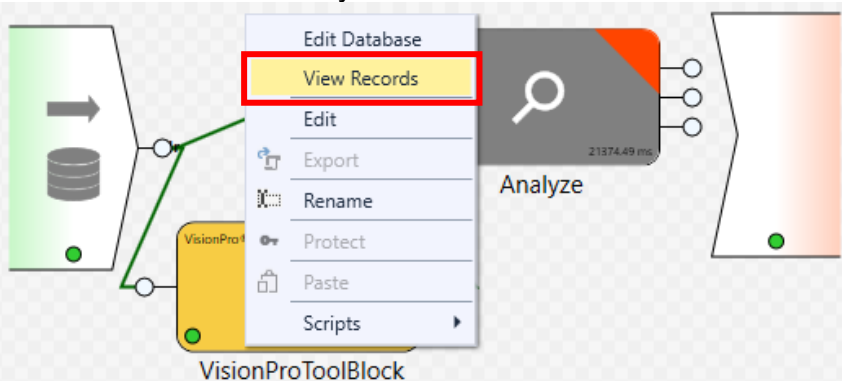 Edit Database
View Records
Edit
Export
Rename
Protect
Paste
Scripts
21374.49 ms
Analyze
VisionPro
VisionProToolBlock